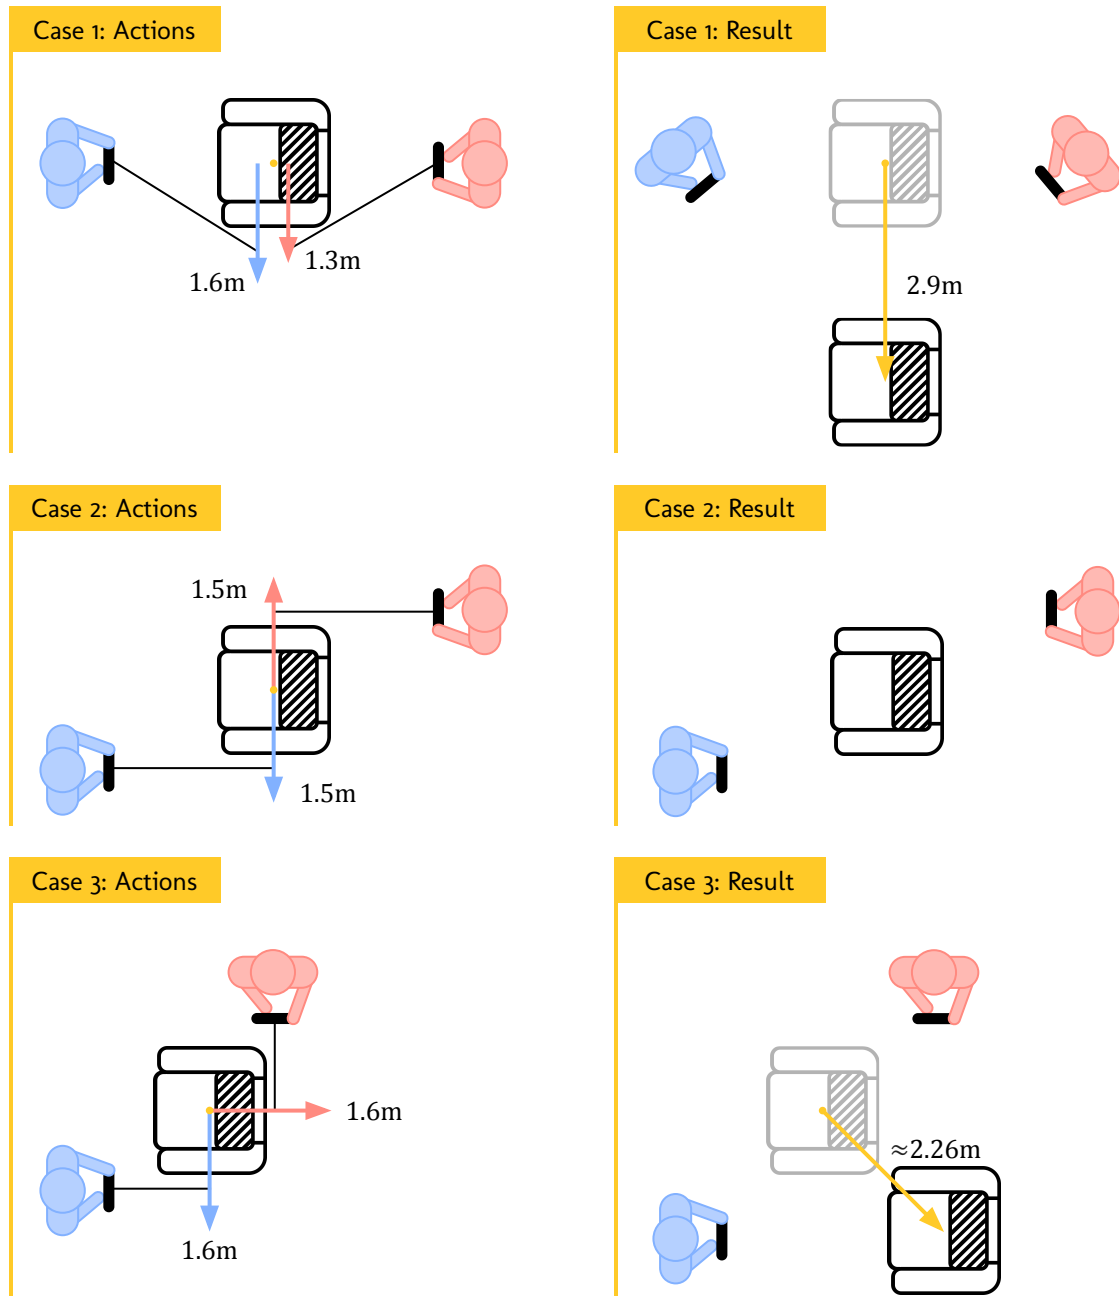 Case 1: Actions
Case 1: Result
1.3m
1.6m
2.9m
Case 2: Actions
Case 2: Result
1.5m
1.5m
Case 3: Actions
Case 3: Result
1.6m
≈2.26m
1.6m